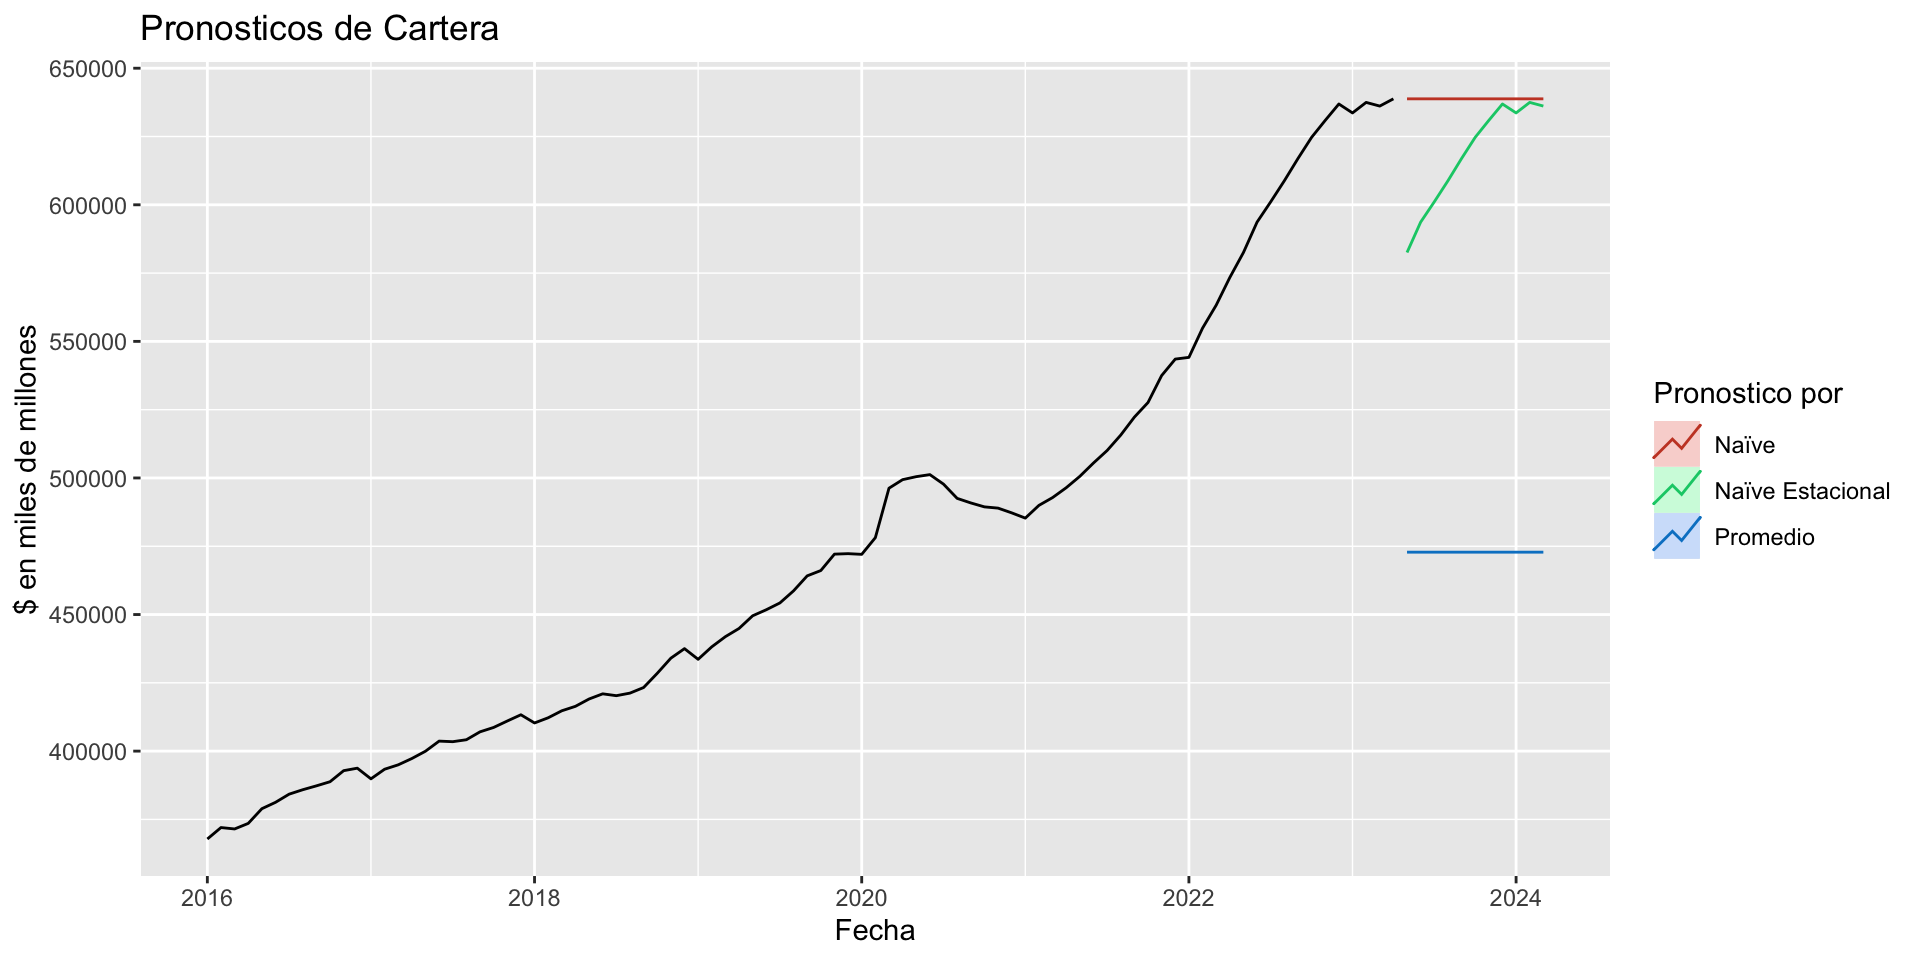 Pronosticos de Cartera
$ en miles de millones
650000
600000
550000
500000
450000
400000
2016
2018
2020
2022
2024
Fecha
Pronostico por
Naïve
Naïve Estacional
Promedio